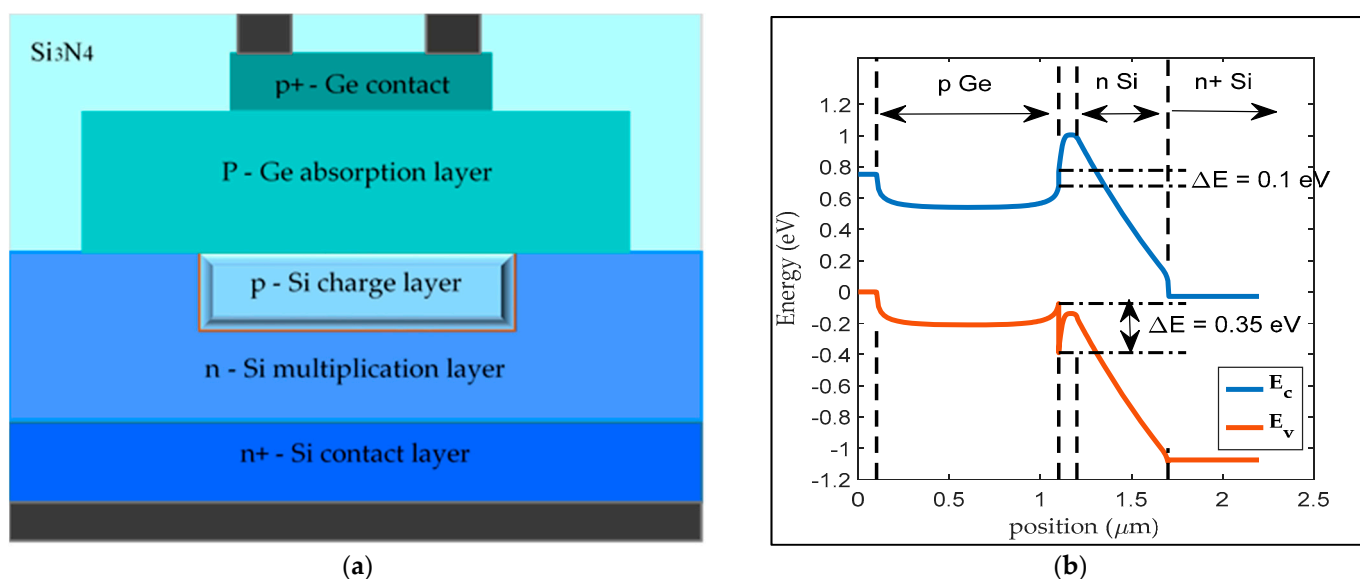 Si3N4
p+ - Ge contact
P - Ge absorption layer
p - Si charge layer
n - Si multiplication layer
n+ - Si contact layer
(a)
p Ge
n Si
n+ Si
1.2
1
0.8
0.6
0.4
0.2
0
-0.2
-0.4
-0.6
-0.8
-1
-1.2
Energy (eV)
ΔE = 0.1 eV
ΔE = 0.35 eV
E_c
E_v
0
0.5
1
1.5
2
2.5
position (μm)
(b)